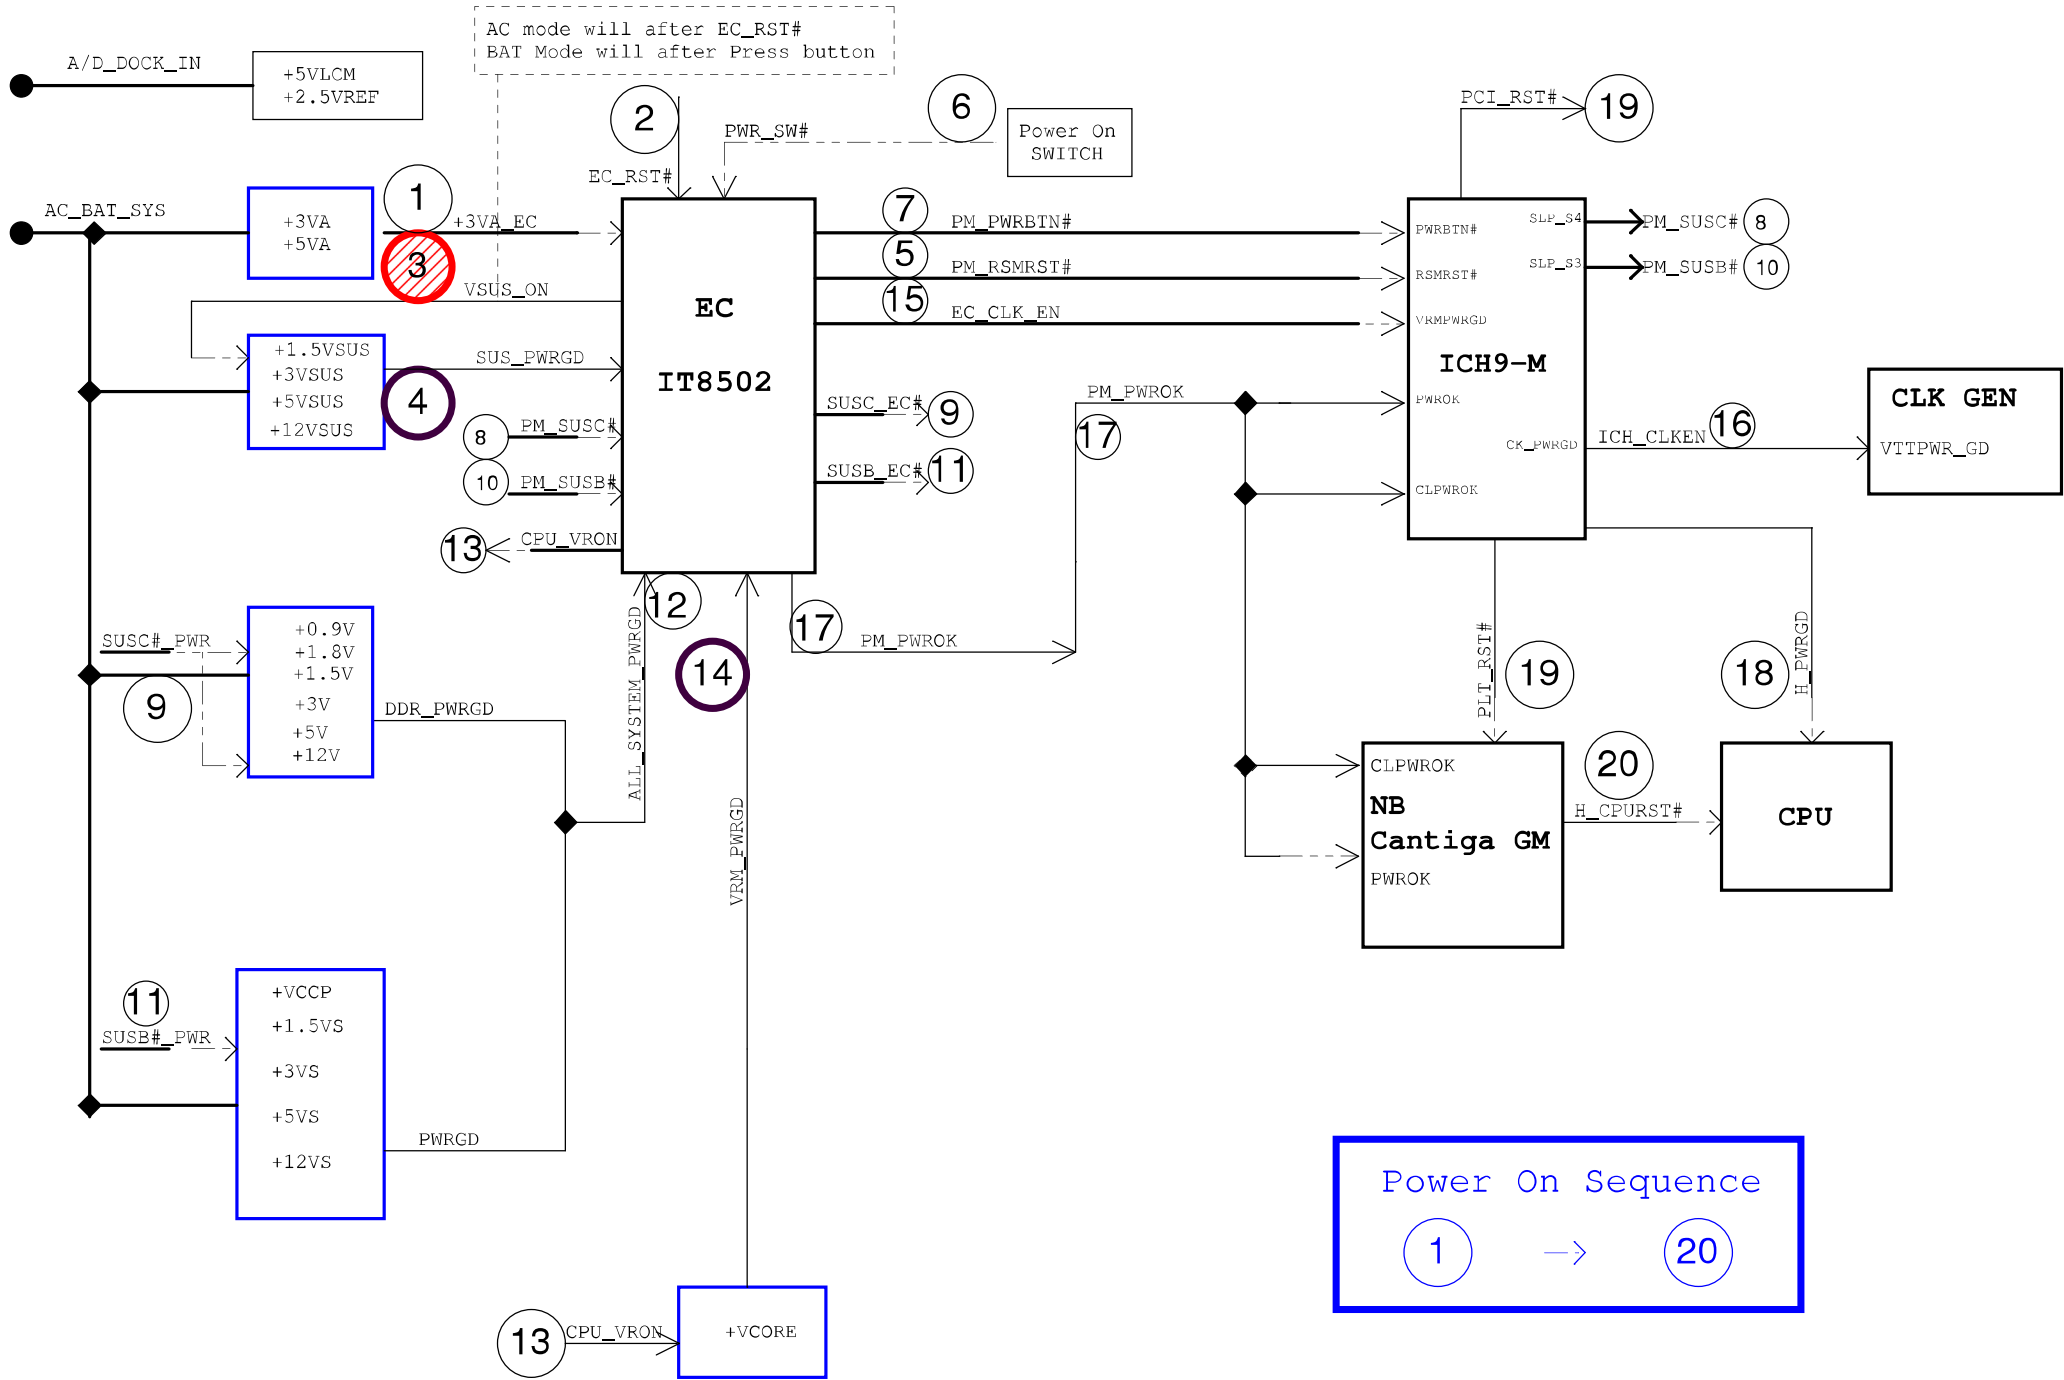 AC mode will after EC_RST#
BAT Mode will after Press button
A/D_DOCK_IN
+5VLCM
+2.5VREF
2
6
PWR_SW#
Power On
SWITCH
EC_RST#
PCI_RST#
19
AC_BAT_SYS
+3VA
+5VA
1
+3VA_EC
3
VSUS_ON
+1.5VSUS
+3VSUS
+5VSUS
+12VSUS
SUS_PWRGD
4
8
PM_SUSC#
10
PM_SUSB#
13
CPU_VRON
EC
IT8502
7
PM_PWRBTN#
5
PM_RSMRST#
15
EC_CLK_EN
SUSC_EC#
9
SUSB_EC#
11
PWRBTN#
RSMRST#
VRMPWRGD
ICH9-M
PWROK
CLPWROK
SLP_S4
SLP_S3
CK_PWRGD
PM_SUSC#
8
PM_SUSB#
10
PM_PWROK
17
ICH_CLKEN
16
CLK GEN
VTTPWR_GD
12
17
PM_PWROK
14
ALL_SYSTEM_PWRGD
VRM_PWRGD
SUSC#_PWR
9
+0.9V
+1.8V
+1.5V
+3V
+5V
+12V
DDR_PWRGD
PLT_RST#
19
18
H_PWRGD
CLPWROK
NB
Cantiga GM
PWROK
20
H_CPURST#
CPU
11
SUSB#_PWR
+VCCP
+1.5VS
+3VS
+5VS
+12VS
PWRGD
13
CPU_VRON
+VCORE
Power On Sequence
1
20